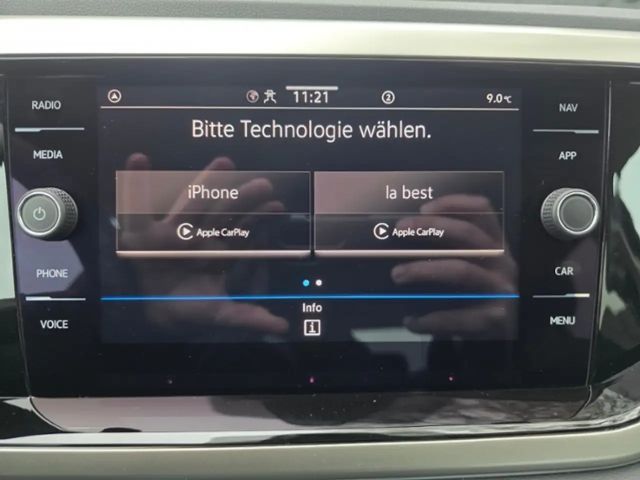 RADIO
MEDIA
PHONE
VOICE
11:21
2
9.0°C
Bitte Technologie wählen.
iPhone
Apple CarPlay
la best
Apple CarPlay
Info
i
NAV
APP
CAR
MENU